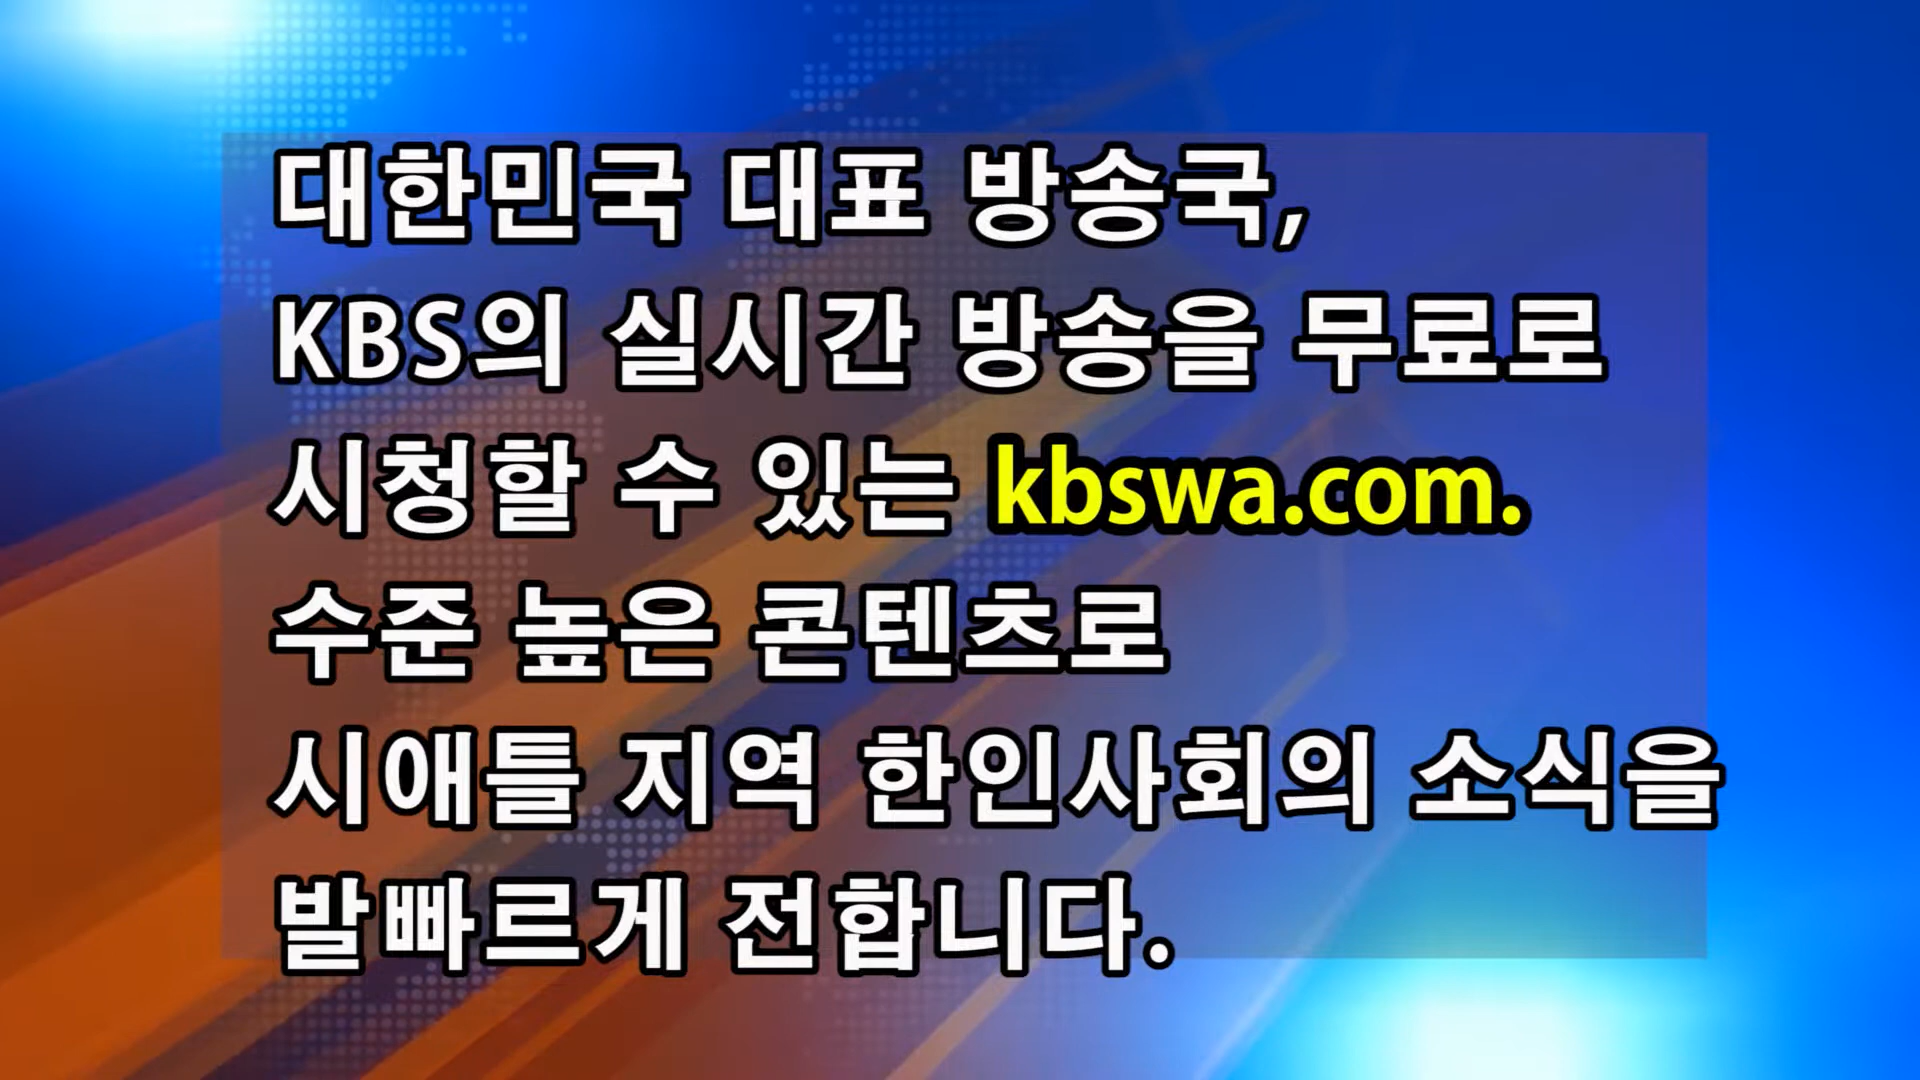 대한민국 대표 방송국,
KBS의 실시간 방송을 무료로
시청할 수 있는 kbswa.com.
수준 높은 콘텐츠로
시애틀 지역 한인사회의 소식을
발빠르게 전합니다.